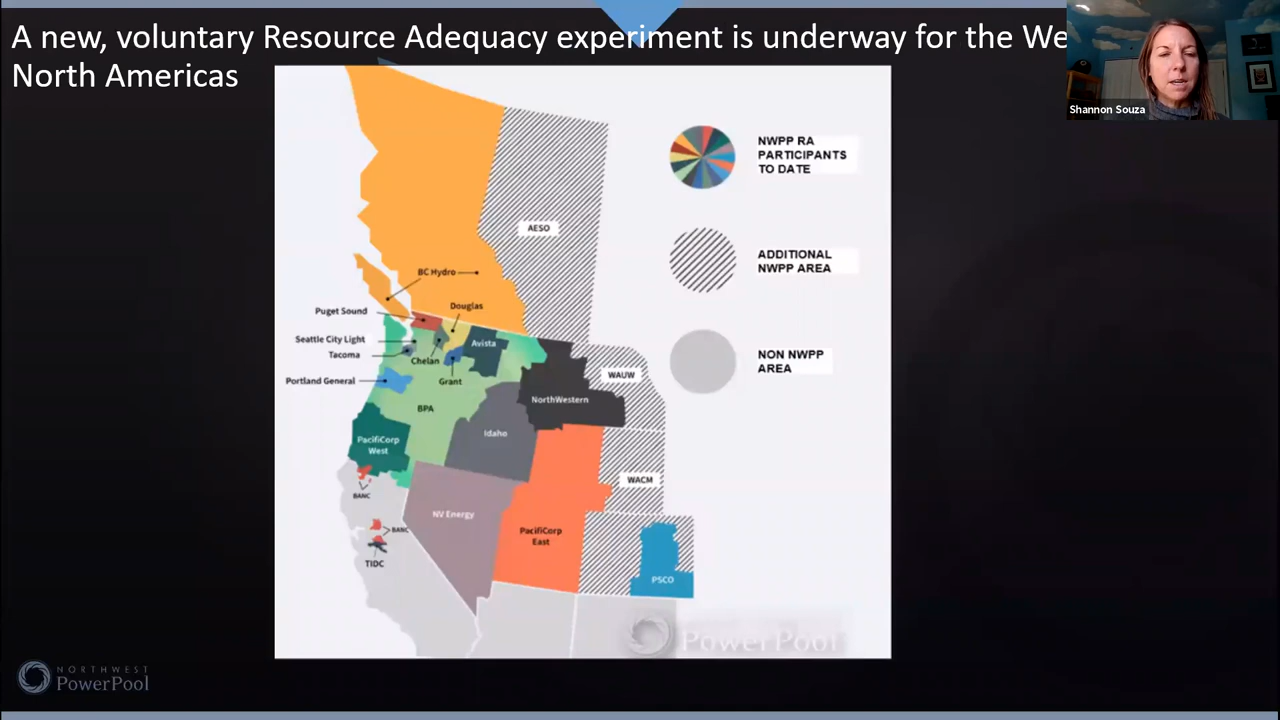 A new, voluntary Resource Adequacy experiment is underway for the We
North Americas
Shannon Souza
NWPP RA
PARTICIPANTS
TO DATE
AESO
ADDITIONAL
NWPP AREA
BC Hydro
Douglas
Puget Sound
Seattle City Light
Avista
Tacoma
Chelan
NON NWPP
AREA
WAUW
Grant
Portland General
NorthWestern
BPA
Idaho
PacifiCorp
West
WACM
BANC
NV Energy
BANC
PacifiCorp
East
TIDC
PSCO
PowerPool
NORTHWEST
PowerPool